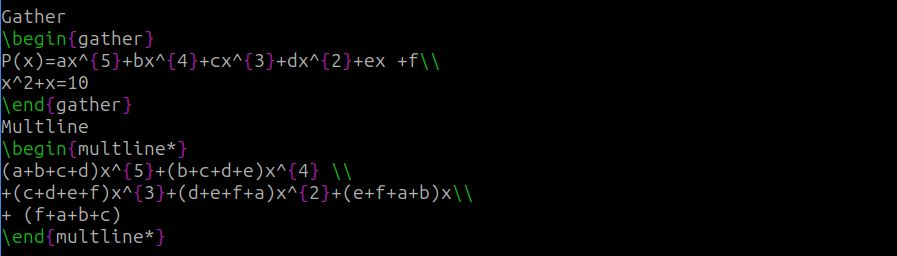 Gather
\begin{gather}
P(x)=ax^{5}+bx^{4}+cx^{3}+dx^{2}+ex +f\\
x^2+x=10
\end{gather}
Multline
\begin{multline*}
(a+b+c+d)x^{5}+(b+c+d+e)x^{4} \\
+(c+d+e+f)x^{3}+(d+e+f+a)x^{2}+(e+f+a+b)x\\
+ (f+a+b+c)
\end{multline*}